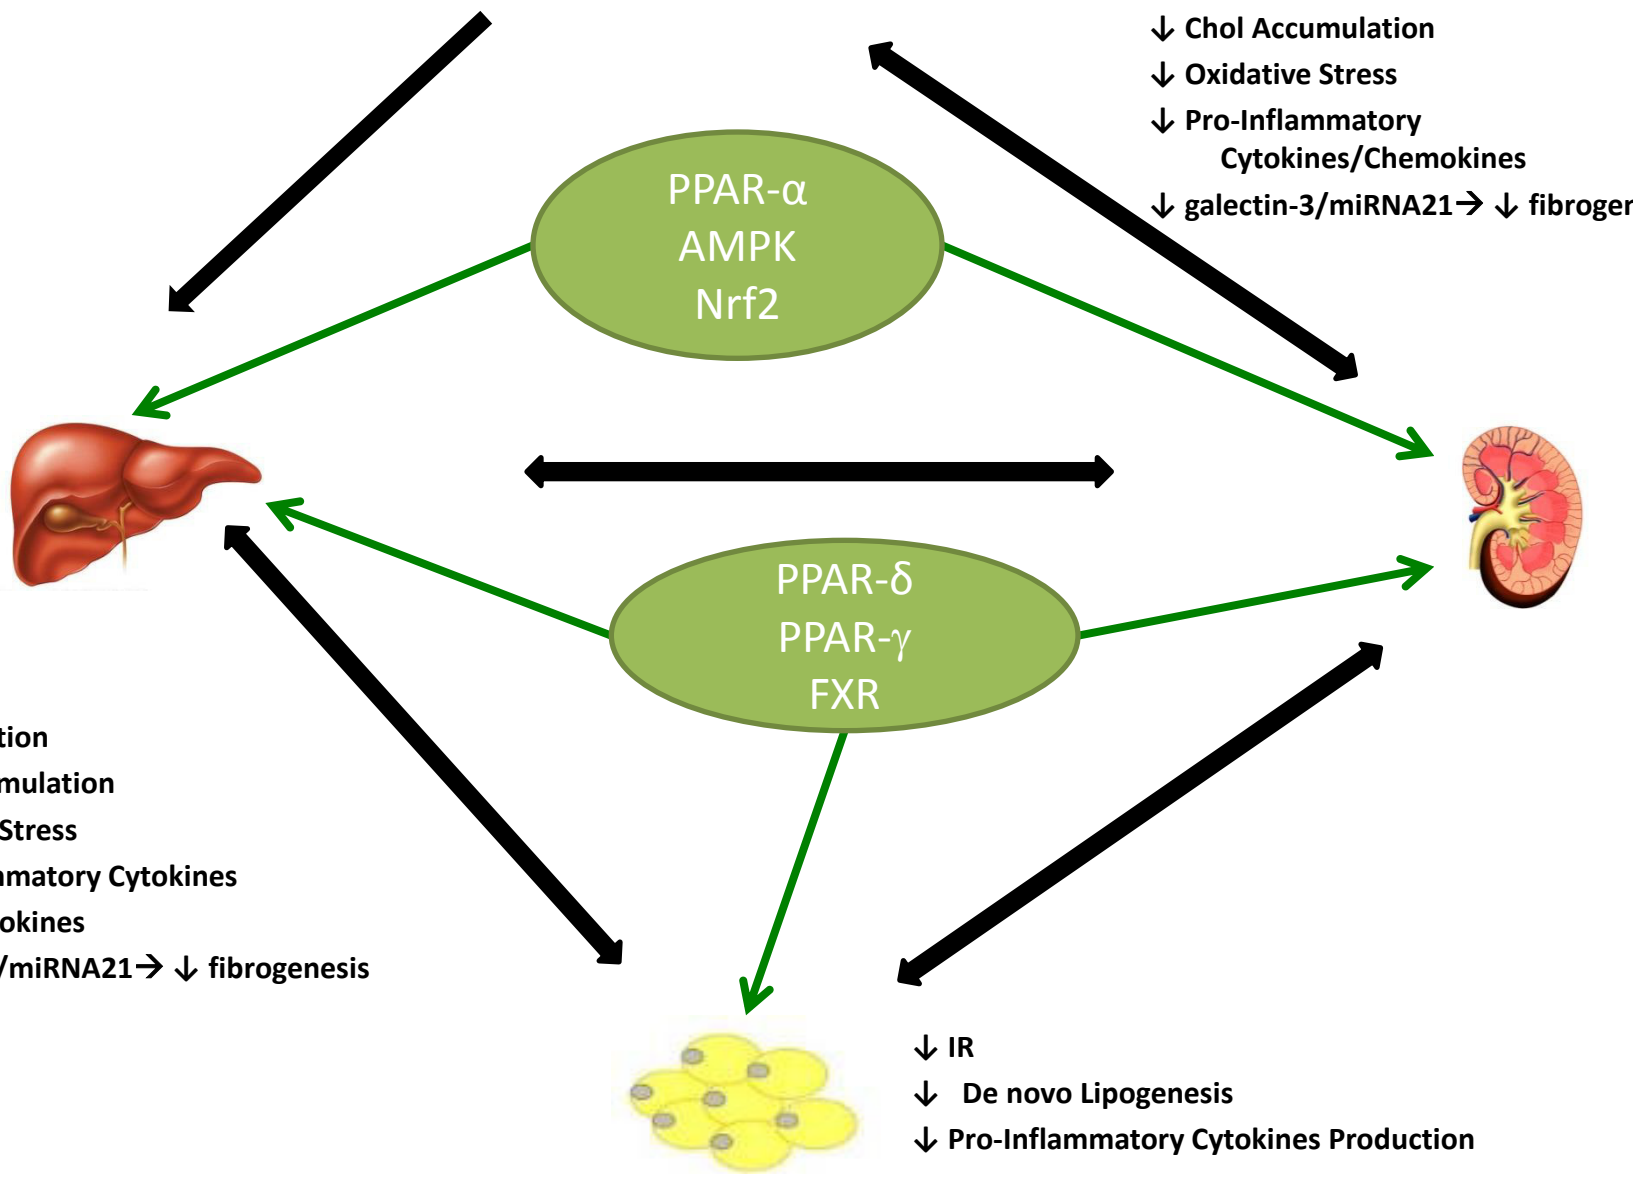 ↓ Chol Accumulation
↓ Oxidative Stress
↓ Pro-Inflammatory
Cytokines/Chemokines
↓ galectin-3/miRNA21→ ↓ fibroger
PPAR-α
AMPK
Nrf2
PPAR-δ
PPAR-γ
FXR
tion
mulation
Stress
mmatory Cytokines
okines
/miRNA21→ ↓ fibrogenesis
↓ IR
↓ De novo Lipogenesis
↓ Pro-Inflammatory Cytokines Production